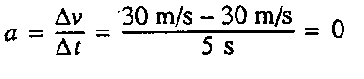 a = Δv/Δt = (30 m/s – 30 m/s)/(5 s) = 0